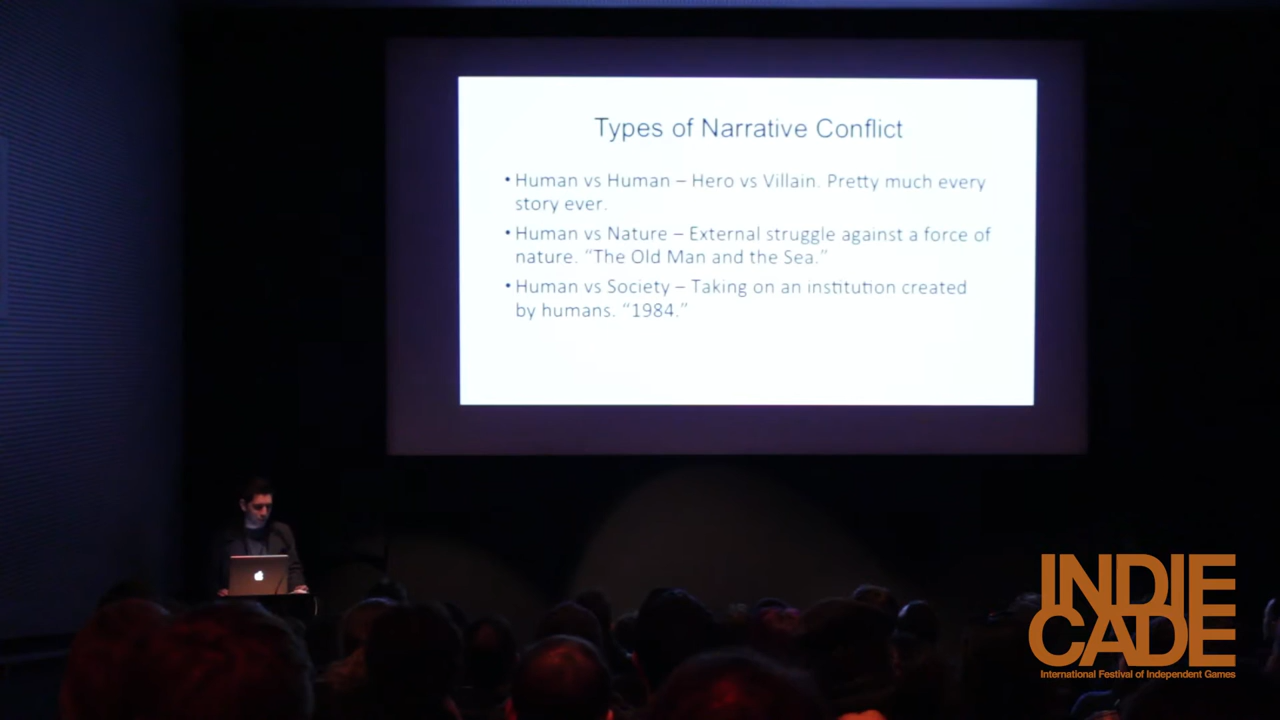 Types of Narrative Conflict
• Human vs Human – Hero vs Villain. Pretty much every
story ever.
• Human vs Nature – External struggle against a force of
nature. “The Old Man and the Sea.”
• Human vs Society – Taking on an institution created
by humans. “1984.”
INDIE
CADE
International Festival of Independent Games